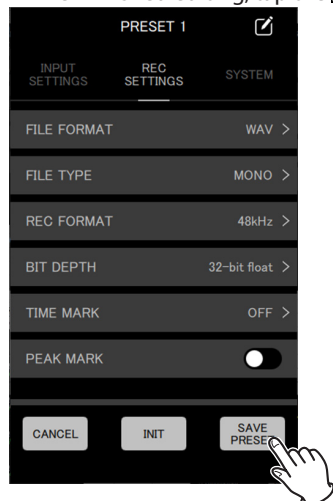 PRESET 1
INPUT SETTINGS
REC SETTINGS
SYSTEM
FILE FORMAT WAV >
FILE TYPE MONO >
REC FORMAT 48kHz >
BIT DEPTH 32-bit float >
TIME MARK OFF >
PEAK MARK
CANCEL
INIT
SAVE
PRESET